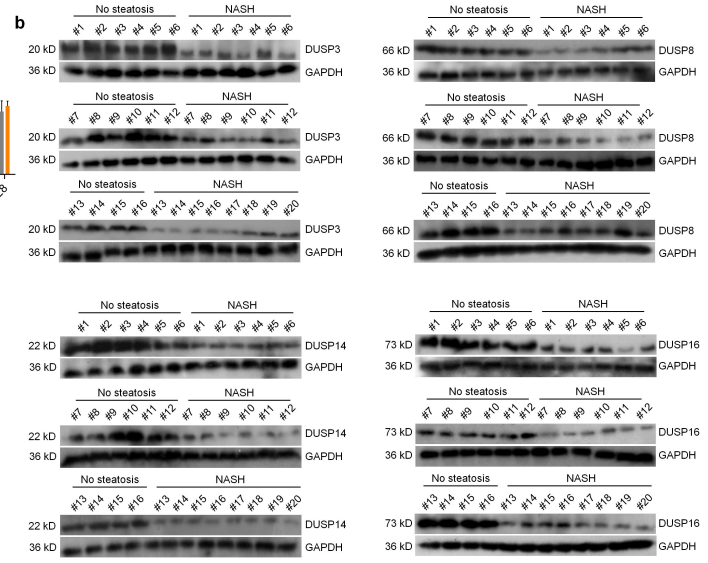 b
No steatosis NASH
#1 #2 #3 #4 #5 #6 #1 #2 #3 #4 #5 #6
20 kD DUSP3
36 kD GAPDH
No steatosis NASH
#7 #8 #9 #10 #11 #12 #7 #8 #9 #10 #11 #12
20 kD DUSP3
36 kD GAPDH
No steatosis NASH
#13 #14 #15 #16 #13 #14 #15 #16 #17 #18 #19 #20
20 kD DUSP3
36 kD GAPDH
No steatosis NASH
#1 #2 #3 #4 #5 #6 #1 #2 #3 #4 #5 #6
66 kD DUSP8
36 kD GAPDH
No steatosis NASH
#7 #8 #9 #10 #11 #12 #7 #8 #9 #10 #11 #12
66 kD DUSP8
36 kD GAPDH
No steatosis NASH
#13 #14 #15 #16 #13 #14 #15 #16 #17 #18 #19 #20
66 kD DUSP8
36 kD GAPDH
No steatosis NASH
#1 #2 #3 #4 #5 #6 #1 #2 #3 #4 #5 #6
22 kD DUSP14
36 kD GAPDH
No steatosis NASH
#7 #8 #9 #10 #11 #12 #7 #8 #9 #10 #11 #12
22 kD DUSP14
36 kD GAPDH
No steatosis NASH
#13 #14 #15 #16 #13 #14 #15 #16 #17 #18 #19 #20
22 kD DUSP14
36 kD GAPDH
No steatosis NASH
#1 #2 #3 #4 #5 #6 #1 #2 #3 #4 #5 #6
73 kD DUSP16
36 kD GAPDH
No steatosis NASH
#7 #8 #9 #10 #11 #12 #7 #8 #9 #10 #11 #12
73 kD DUSP16
36 kD GAPDH
No steatosis NASH
#13 #14 #15 #16 #13 #14 #15 #16 #17 #18 #19 #20
73 kD DUSP16
36 kD GAPDH